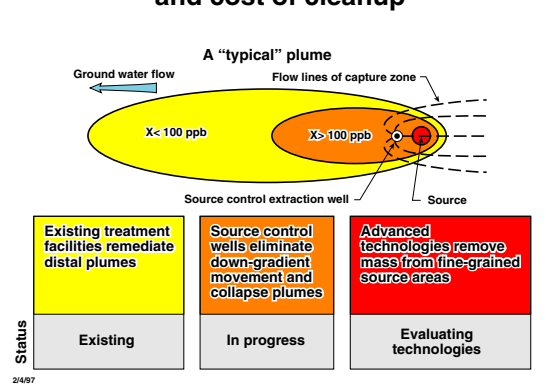 and cost of cleanup
A “typical” plume
Ground water flow
Flow lines of capture zone
X< 100 ppb
X> 100 ppb
Source control extraction well
Source
Existing treatment
facilities remediate
distal plumes
Source control
wells eliminate
down-gradient
movement and
collapse plumes
Advanced
technologies remove
mass from fine-grained
source areas
Status
Existing
In progress
Evaluating
technologies
2/4/97